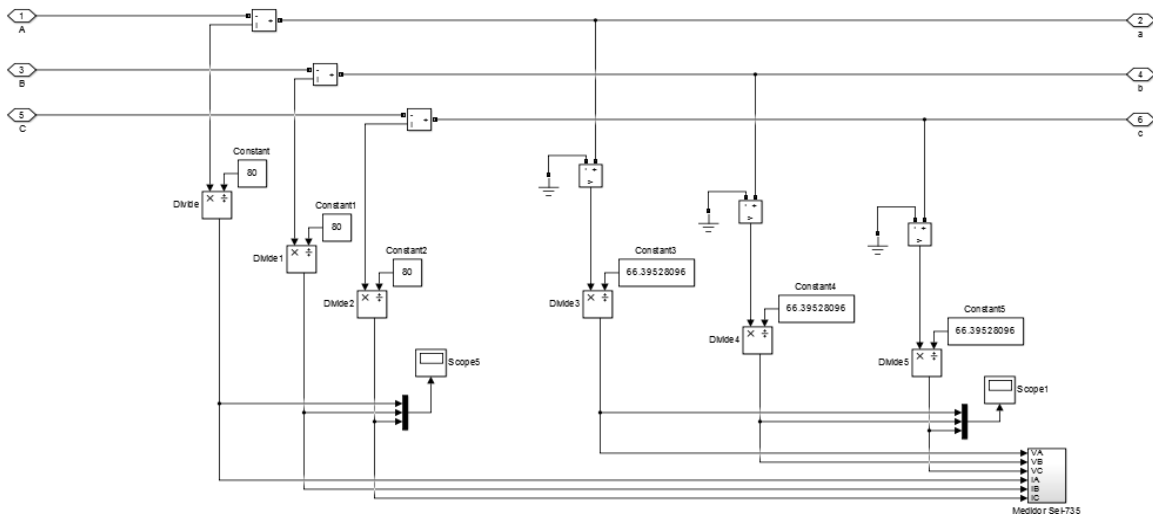 1
A
- +
I
2
a
3
B
- +
I
4
b
5
C
- +
I
6
c
Constant
80
× ÷
Divide
Constant1
80
× ÷
Divide1
Constant2
80
× ÷
Divide2
- +
v
- +
v
- +
v
Constant3
66.39528096
× ÷
Divide3
Constant4
66.39528096
× ÷
Divide4
Constant5
66.39528096
× ÷
Divide5
Scope5
Scope1
VA
VB
VC
IA
IB
IC
Medidor Sel-735